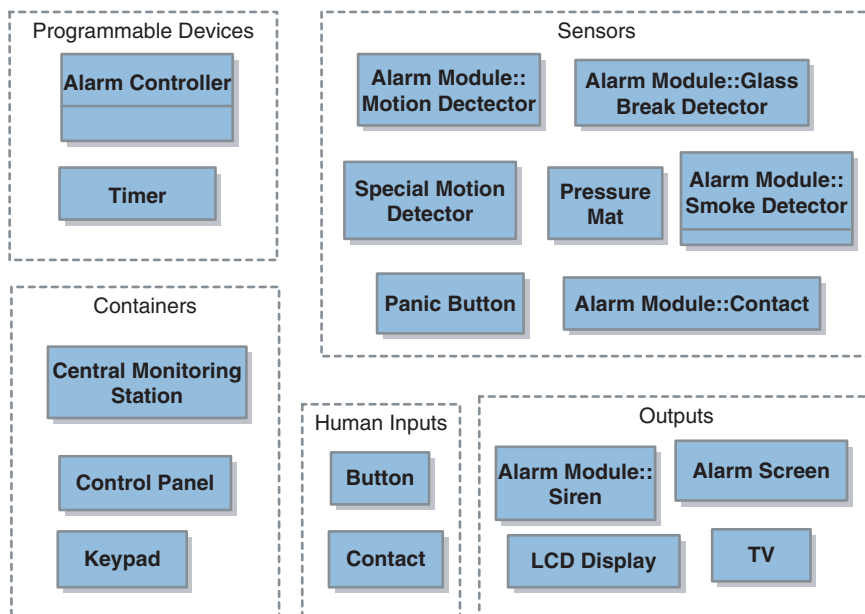 Programmable Devices
Alarm Controller
Timer
Sensors
Alarm Module::
Motion Dectector
Alarm Module::Glass
Break Detector
Special Motion
Detector
Pressure
Mat
Alarm Module::
Smoke Detector
Panic Button
Alarm Module::Contact
Containers
Central Monitoring
Station
Control Panel
Keypad
Human Inputs
Button
Contact
Outputs
Alarm Module::
Siren
Alarm Screen
LCD Display
TV